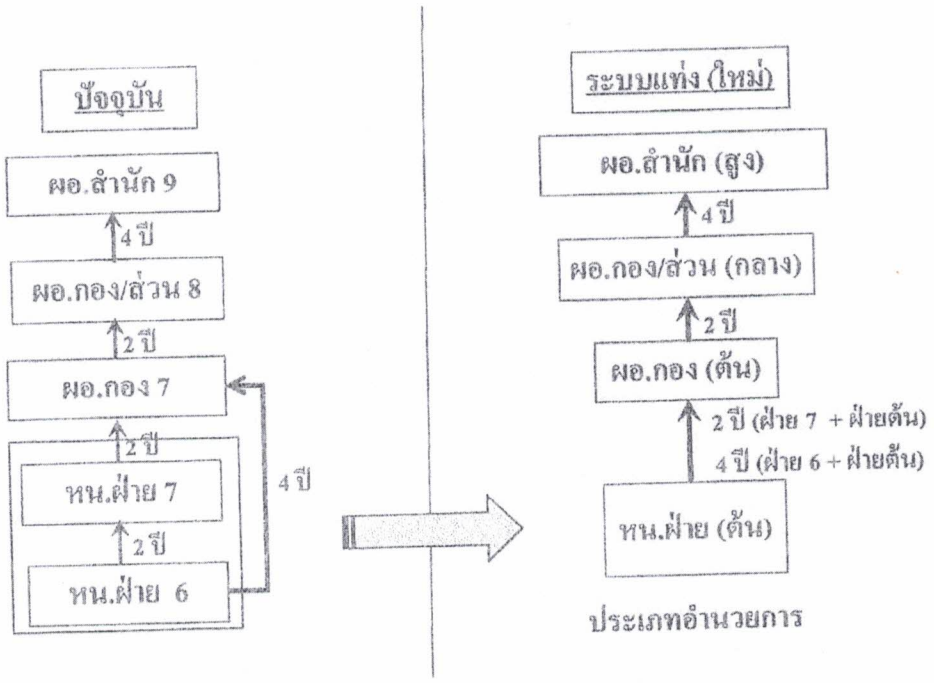 ปัจจุบัน
ผอ.สำนัก 9
4 ปี
ผอ.กอง/ส่วน 8
2 ปี
ผอ.กอง 7
2 ปี
หน.ฝ่าย 7
4 ปี
2 ปี
หน.ฝ่าย 6
ระบบแท่ง (ใหม่)
ผอ.สำนัก (สูง)
4 ปี
ผอ.กอง/ส่วน (กลาง)
2 ปี
ผอ.กอง (ต้น)
2 ปี (ฝ่าย 7 + ฝ่ายต้น)
4 ปี (ฝ่าย 6 + ฝ่ายต้น)
หน.ฝ่าย (ต้น)
ประเภทอำนวยการ